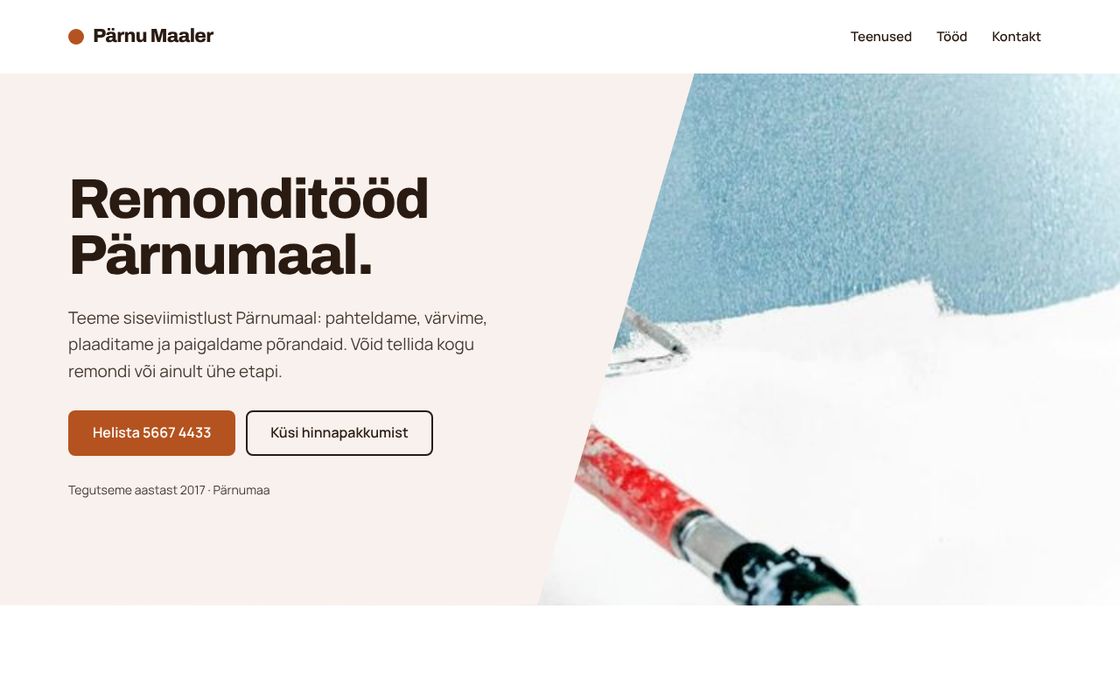 Pärnu Maaler
Teenused Tööd Kontakt
Remonditööd
Pärnumaal.
Teeme siseviimistlust Pärnumaal: pahteldame, värvime,
plaaditame ja paigaldame põrandaid. Võid tellida kogu
remondi või ainult ühe etapi.
Helista 5667 4433 Küsi hinnapakkumist
Tegutseme aastast 2017 · Pärnumaa